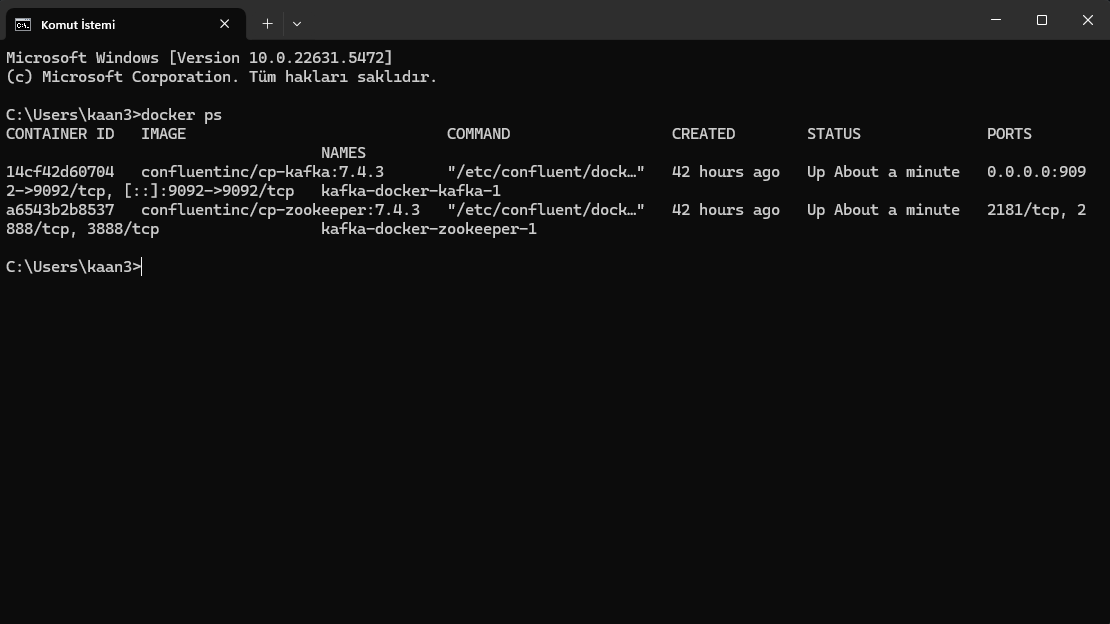 Komut İstemi
Microsoft Windows [Version 10.0.22631.5472]
(c) Microsoft Corporation. Tüm hakları saklıdır.
C:\Users\kaan3>docker ps
CONTAINER ID   IMAGE                             COMMAND                  CREATED        STATUS              PORTS
                                   NAMES
14cf42d60704   confluentinc/cp-kafka:7.4.3       "/etc/confluent/dock…"   42 hours ago   Up About a minute   0.0.0.0:909
2->9092/tcp, [::]:9092->9092/tcp   kafka-docker-kafka-1
a6543b2b8537   confluentinc/cp-zookeeper:7.4.3   "/etc/confluent/dock…"   42 hours ago   Up About a minute   2181/tcp, 2
888/tcp, 3888/tcp                  kafka-docker-zookeeper-1
C:\Users\kaan3>